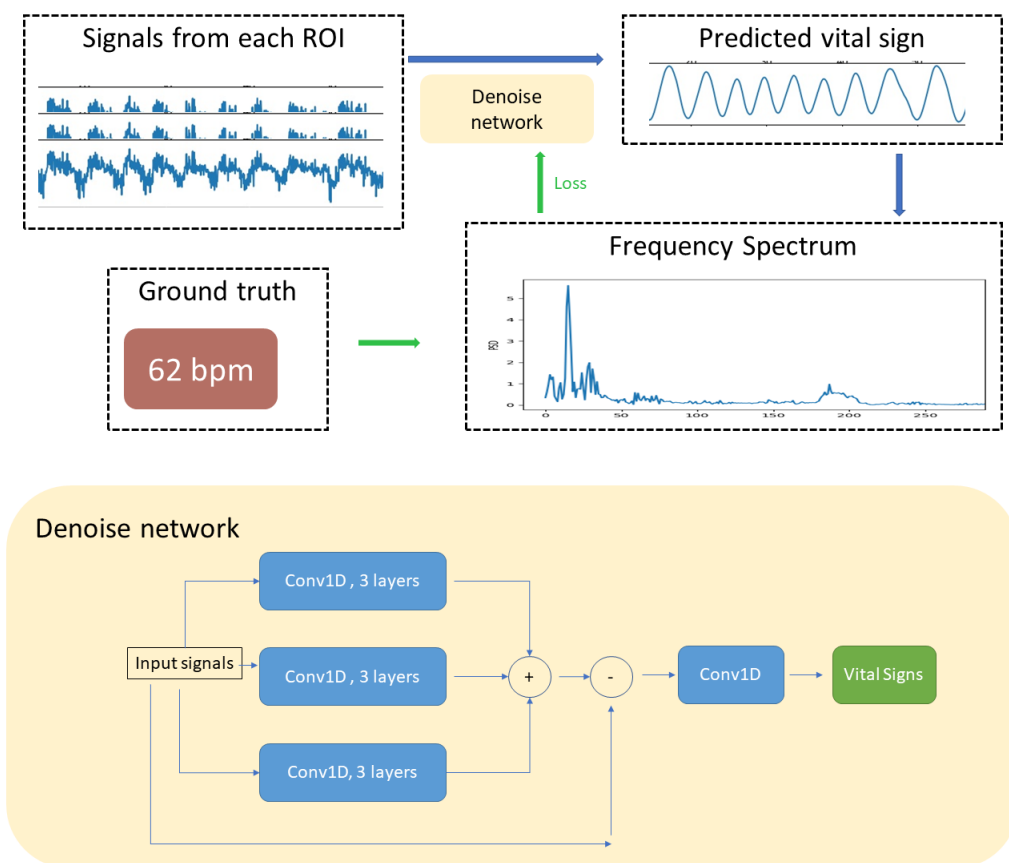 Signals from each ROI
Predicted vital sign
Denoise
network
Loss
Frequency Spectrum
Ground truth
62 bpm
PSD
5
4
3
2
1
0
0
50
100
150
200
250
Denoise network
Conv1D , 3 layers
Input signals
Conv1D , 3 layers
+
-
Conv1D
Vital Signs
Conv1D, 3 layers